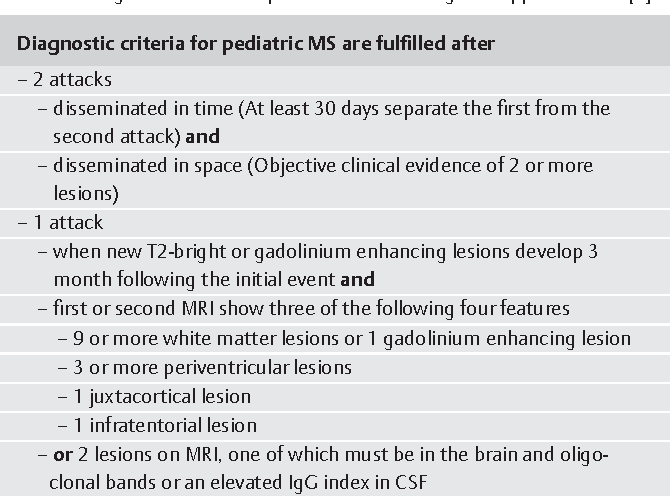 Diagnostic criteria for pediatric MS are fulfilled after
– 2 attacks
– disseminated in time (At least 30 days separate the first from the
second attack) and
– disseminated in space (Objective clinical evidence of 2 or more
lesions)
– 1 attack
– when new T2-bright or gadolinium enhancing lesions develop 3
month following the initial event and
– first or second MRI show three of the following four features
– 9 or more white matter lesions or 1 gadolinium enhancing lesion
– 3 or more periventricular lesions
– 1 juxtacortical lesion
– 1 infratentorial lesion
– or 2 lesions on MRI, one of which must be in the brain and oligo-
clonal bands or an elevated IgG index in CSF